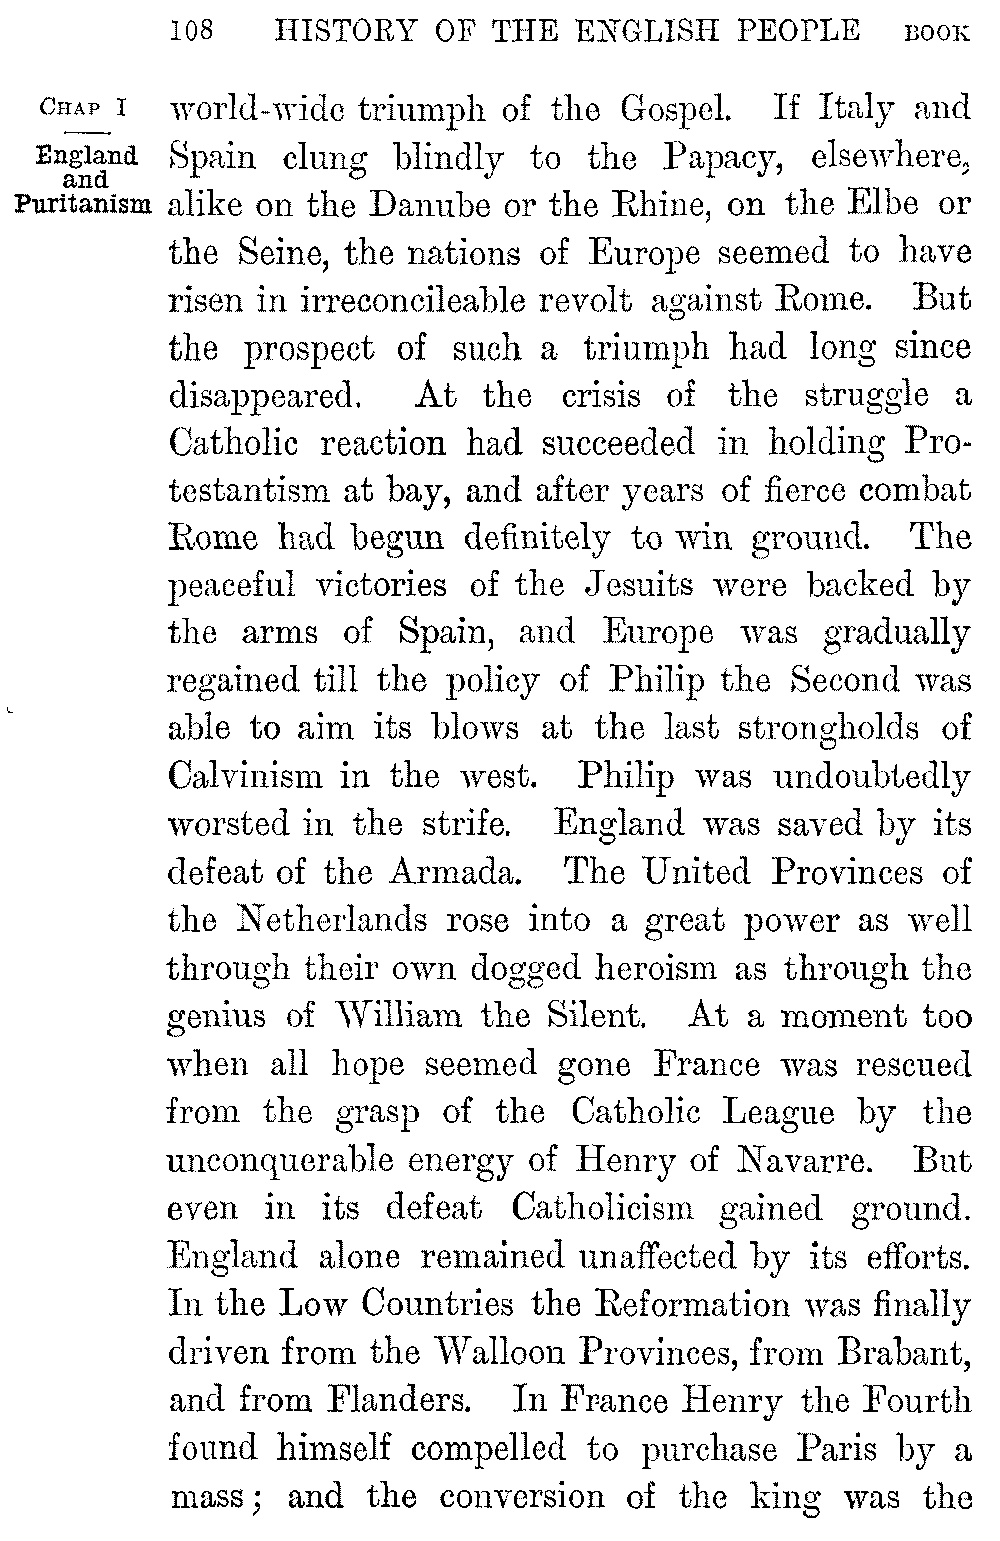 108 HISTORY OF THE ENGLISH PEOPLE BOOK
CHAP I
England
and
Puritanism
world-wide triumph of the Gospel. If Italy and
Spain clung blindly to the Papacy, elsewhere,
alike on the Danube or the Rhine, on the Elbe or
the Seine, the nations of Europe seemed to have
risen in irreconcileable revolt against Rome. But
the prospect of such a triumph had long since
disappeared. At the crisis of the struggle a
Catholic reaction had succeeded in holding Pro-
testantism at bay, and after years of fierce combat
Rome had begun definitely to win ground. The
peaceful victories of the Jesuits were backed by
the arms of Spain, and Europe was gradually
regained till the policy of Philip the Second was
able to aim its blows at the last strongholds of
Calvinism in the west. Philip was undoubtedly
worsted in the strife. England was saved by its
defeat of the Armada. The United Provinces of
the Netherlands rose into a great power as well
through their own dogged heroism as through the
genius of William the Silent. At a moment too
when all hope seemed gone France was rescued
from the grasp of the Catholic League by the
unconquerable energy of Henry of Navarre. But
even in its defeat Catholicism gained ground.
England alone remained unaffected by its efforts.
In the Low Countries the Reformation was finally
driven from the Walloon Provinces, from Brabant,
and from Flanders. In France Henry the Fourth
found himself compelled to purchase Paris by a
mass; and the conversion of the king was the